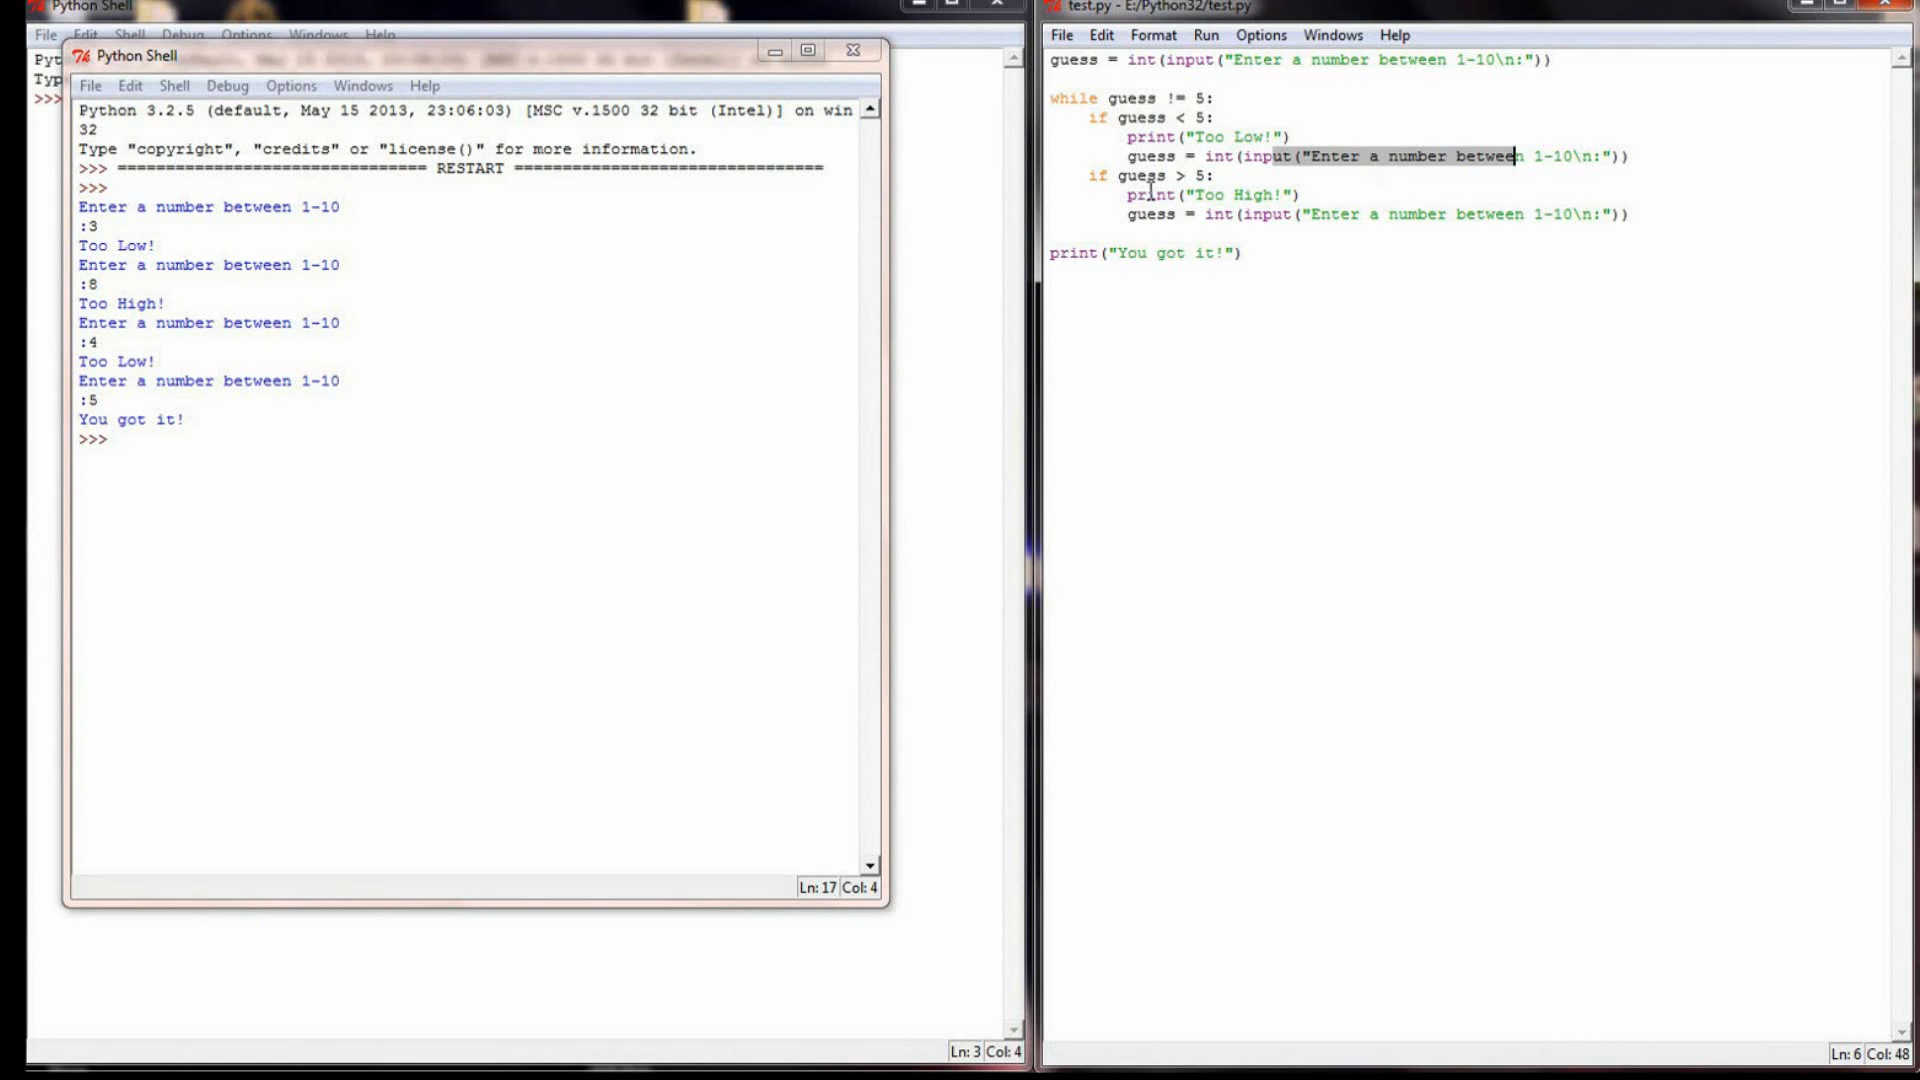 Python Shell
File Edit Shell Debug Options Windows Help
Pyt
Typ
>>>
Python Shell
File Edit Shell Debug Options Windows Help
Python 3.2.5 (default, May 15 2013, 23:06:03) [MSC v.1500 32 bit (Intel)] on win
32
Type "copyright", "credits" or "license()" for more information.
>>> ================================ RESTART ================================
>>>
Enter a number between 1-10
:3
Too Low!
Enter a number between 1-10
:8
Too High!
Enter a number between 1-10
:4
Too Low!
Enter a number between 1-10
:5
You got it!
>>>
Ln: 17 Col: 4
Ln: 3 Col: 4
test.py - E:/Python32/test.py
File Edit Format Run Options Windows Help
guess = int(input("Enter a number between 1-10\n:"))
while guess != 5:
    if guess < 5:
        print("Too Low!")
        guess = int(input("Enter a number between 1-10\n:"))
    if guess > 5:
        print("Too High!")
        guess = int(input("Enter a number between 1-10\n:"))
print("You got it!")
Ln: 6 Col: 48